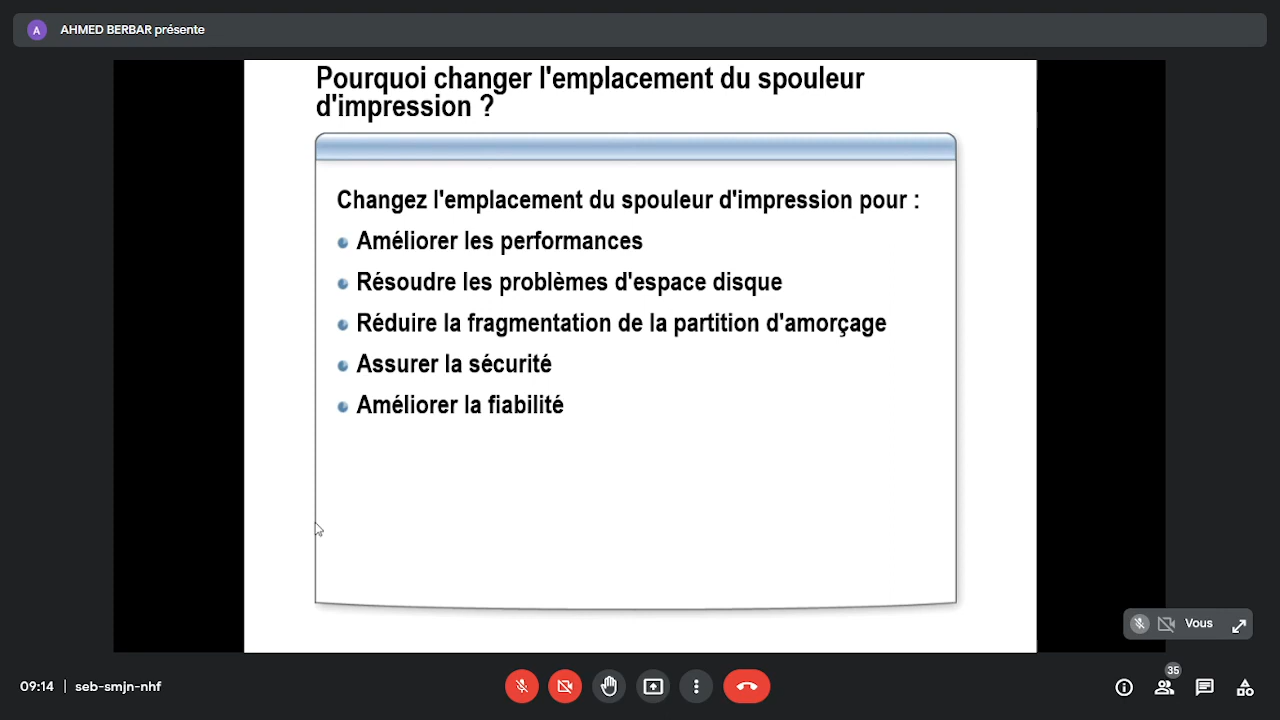 A AHMED BERBAR présente
Pourquoi changer l'emplacement du spouleur
d'impression ?
Changez l'emplacement du spouleur d'impression pour :
Améliorer les performances
Résoudre les problèmes d'espace disque
Réduire la fragmentation de la partition d'amorçage
Assurer la sécurité
Améliorer la fiabilité
Vous
35
09:14 | seb-smjn-nhf